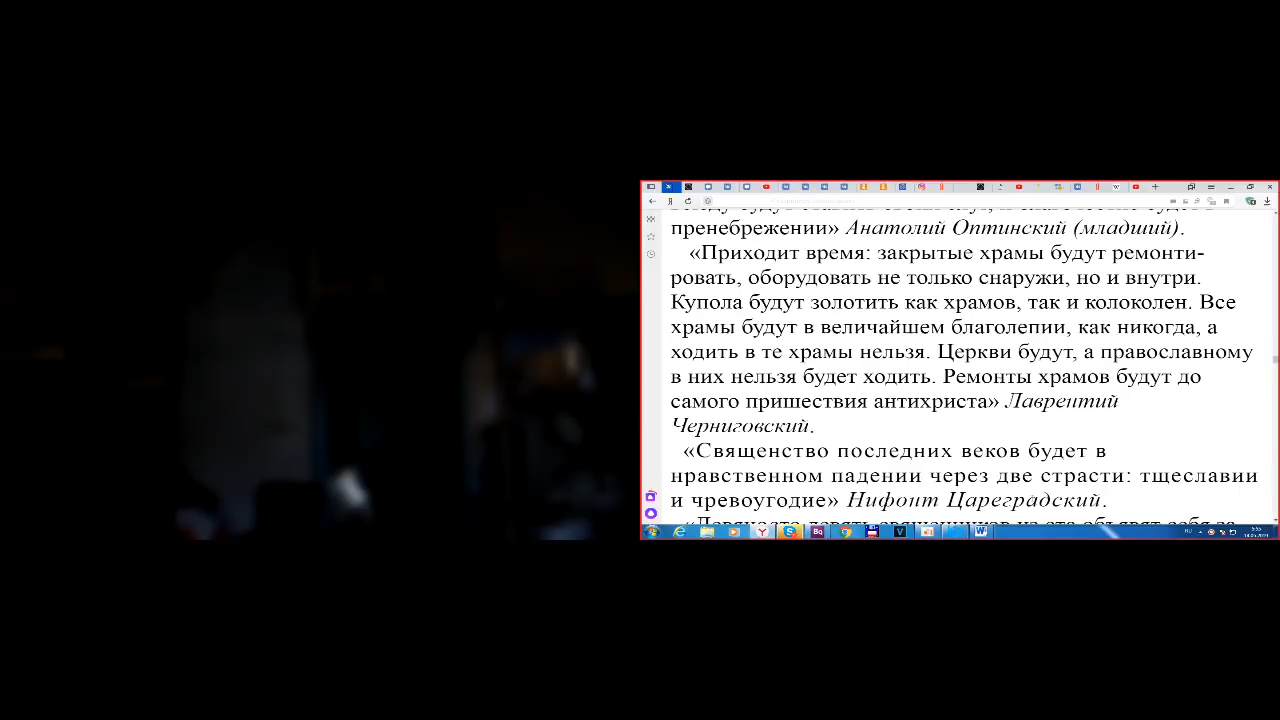 пренебрежении» Анатолий Оптинский (младший).
«Приходит время: закрытые храмы будут ремонти-
ровать, оборудовать не только снаружи, но и внутри.
Купола будут золотить как храмов, так и колоколен. Все
храмы будут в величайшем благолепии, как никогда, а
ходить в те храмы нельзя. Церкви будут, а православному
в них нельзя будет ходить. Ремонты храмов будут до
самого пришествия антихриста» Лаврентий
Черниговский.
«Священство последних веков будет в
нравственном падении через две страсти: тщеславии
и чревоугодие» Нифонт Цареградский.